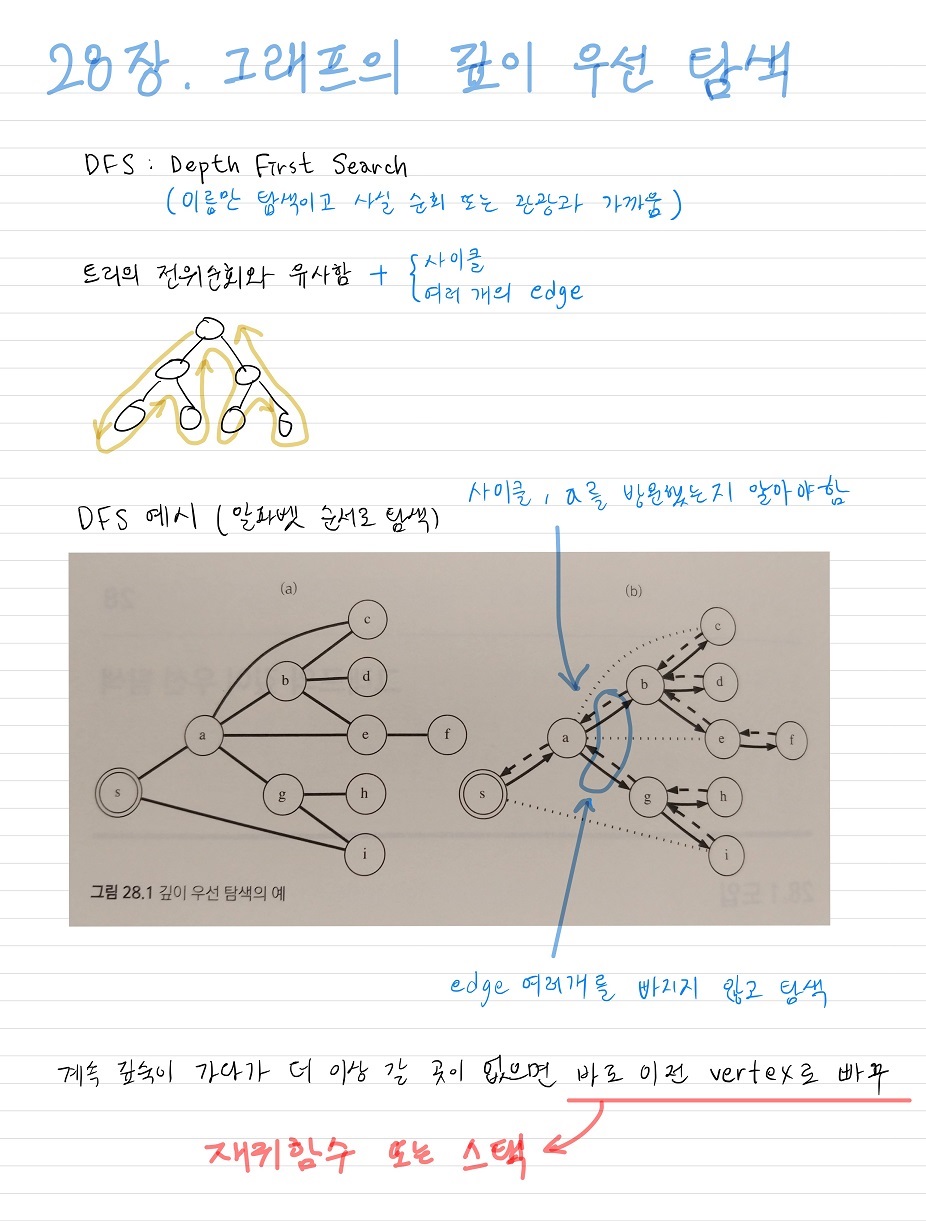 28장. 그래프의 깊이 우선 탐색
DFS : Depth First Search
(이름만 탐색이고 사실 순회 또는 관광과 가까움)
트리의 전위순회와 유사함 + { 사이클
여러 개의 edge
사이클, a를 방문했는지 알아야함
DFS 예시 (알파벳 순서로 탐색)
(a)
c
b
d
a
e
f
s
g
h
i
(b)
c
b
d
a
e
f
s
g
h
i
그림 28.1 깊이 우선 탐색의 예
edge 여러개를 빠지지 않고 탐색
계속 깊숙이 가다가 더 이상 갈 곳이 없으면 바로 이전 vertex로 빠꾸
재귀함수 또는 스택